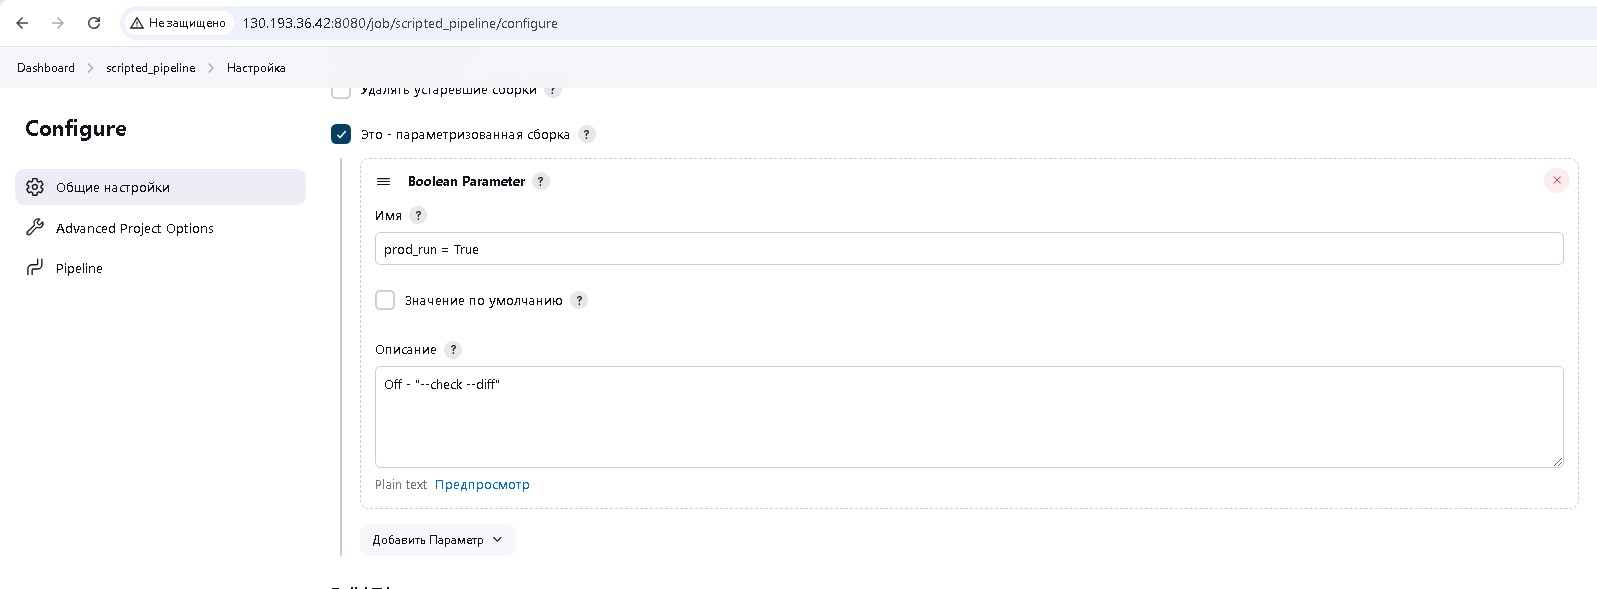 Не защищено 130.193.36.42:8080/job/scripted_pipeline/configure
Dashboard scripted_pipeline Настройка
Удалять устаревшие сборки ?
Configure
Это - параметризованная сборка ?
Общие настройки
Advanced Project Options
Pipeline
Boolean Parameter ?
Имя ?
prod_run = True
Значение по умолчанию ?
Описание ?
Off - "--check --diff"
Plain text Предпросмотр
Добавить Параметр